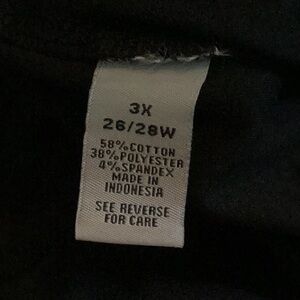 3X
26/28W
58%COTTON
38%POLYESTER
4%SPANDEX
MADE IN
INDONESIA
SEE REVERSE
FOR CARE